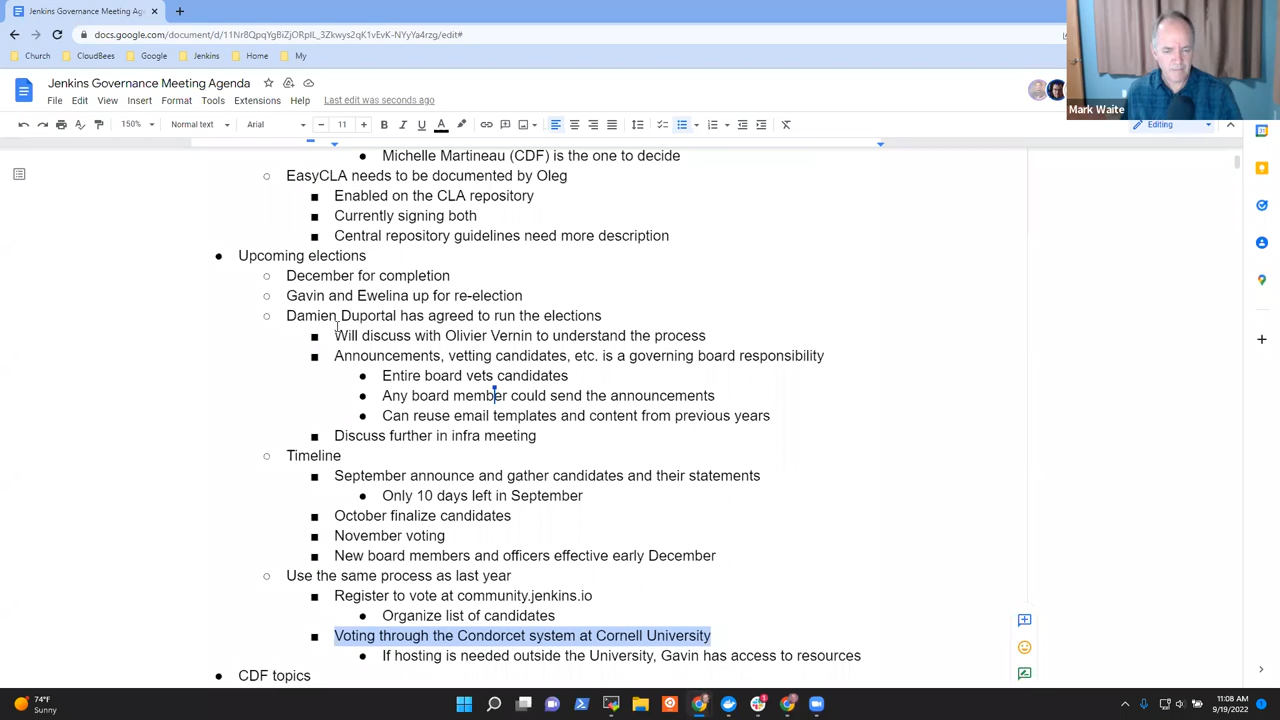 Jenkins Governance Meeting Age
docs.google.com/document/d/11Nr8QpqYgBiZjORpIL_3Zkwys2qK1vEvK-NYyYa4rzg/edit#
Church
CloudBees
Google
Jenkins
Home
My
Jenkins Governance Meeting Agenda
File Edit View Insert Format Tools Extensions Help Last edit was seconds ago
150% Normal text Arial 11 Editing
Mark Waite
Michelle Martineau (CDF) is the one to decide
EasyCLA needs to be documented by Oleg
Enabled on the CLA repository
Currently signing both
Central repository guidelines need more description
Upcoming elections
December for completion
Gavin and Ewelina up for re-election
Damien Duportal has agreed to run the elections
Will discuss with Olivier Vernin to understand the process
Announcements, vetting candidates, etc. is a governing board responsibility
Entire board vets candidates
Any board member could send the announcements
Can reuse email templates and content from previous years
Discuss further in infra meeting
Timeline
September announce and gather candidates and their statements
Only 10 days left in September
October finalize candidates
November voting
New board members and officers effective early December
Use the same process as last year
Register to vote at community.jenkins.io
Organize list of candidates
Voting through the Condorcet system at Cornell University
If hosting is needed outside the University, Gavin has access to resources
CDF topics
74°F
Sunny
11:08 AM
9/19/2022